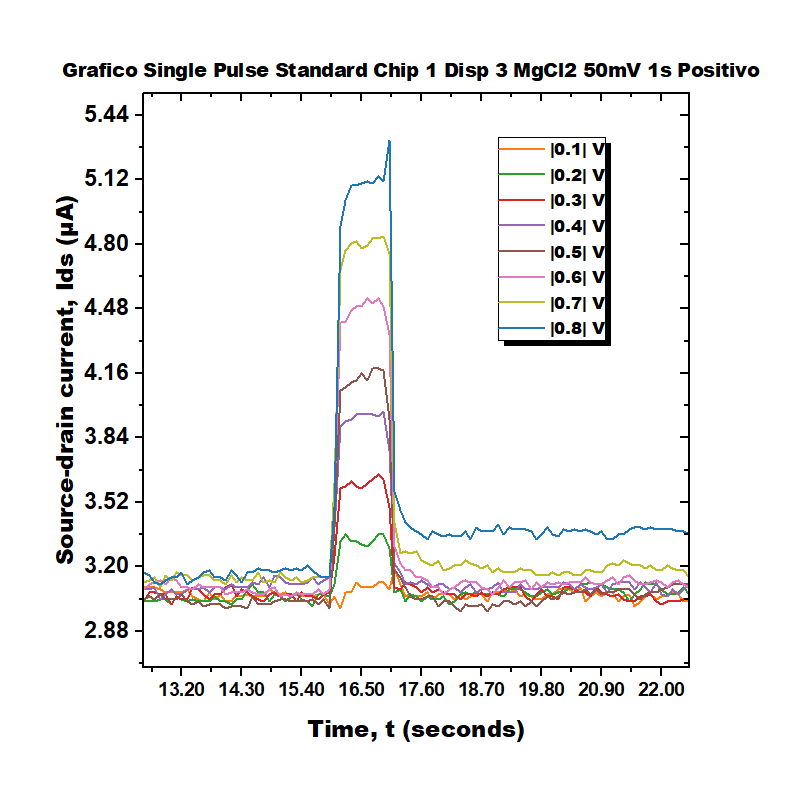 Grafico Single Pulse Standard Chip 1 Disp 3 MgCl2 50mV 1s Positivo
5.44
5.12
4.80
4.48
4.16
3.84
3.52
3.20
2.88
Source-drain current, Ids (µA)
|0.1| V
|0.2| V
|0.3| V
|0.4| V
|0.5| V
|0.6| V
|0.7| V
|0.8| V
13.20 14.30 15.40 16.50 17.60 18.70 19.80 20.90 22.00
Time, t (seconds)